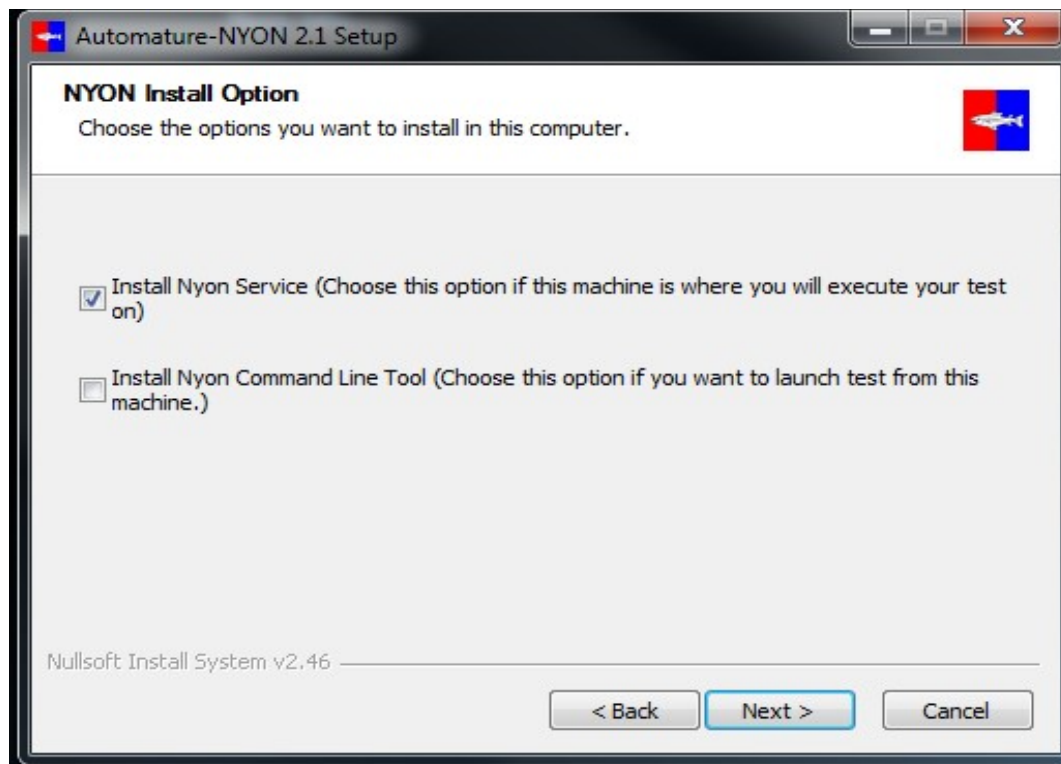 Automature-NYON 2.1 Setup
NYON Install Option
Choose the options you want to install in this computer.
Install Nyon Service (Choose this option if this machine is where you will execute your test
on)
Install Nyon Command Line Tool (Choose this option if you want to launch test from this
machine.)
Nullsoft Install System v2.46
< Back
Next >
Cancel